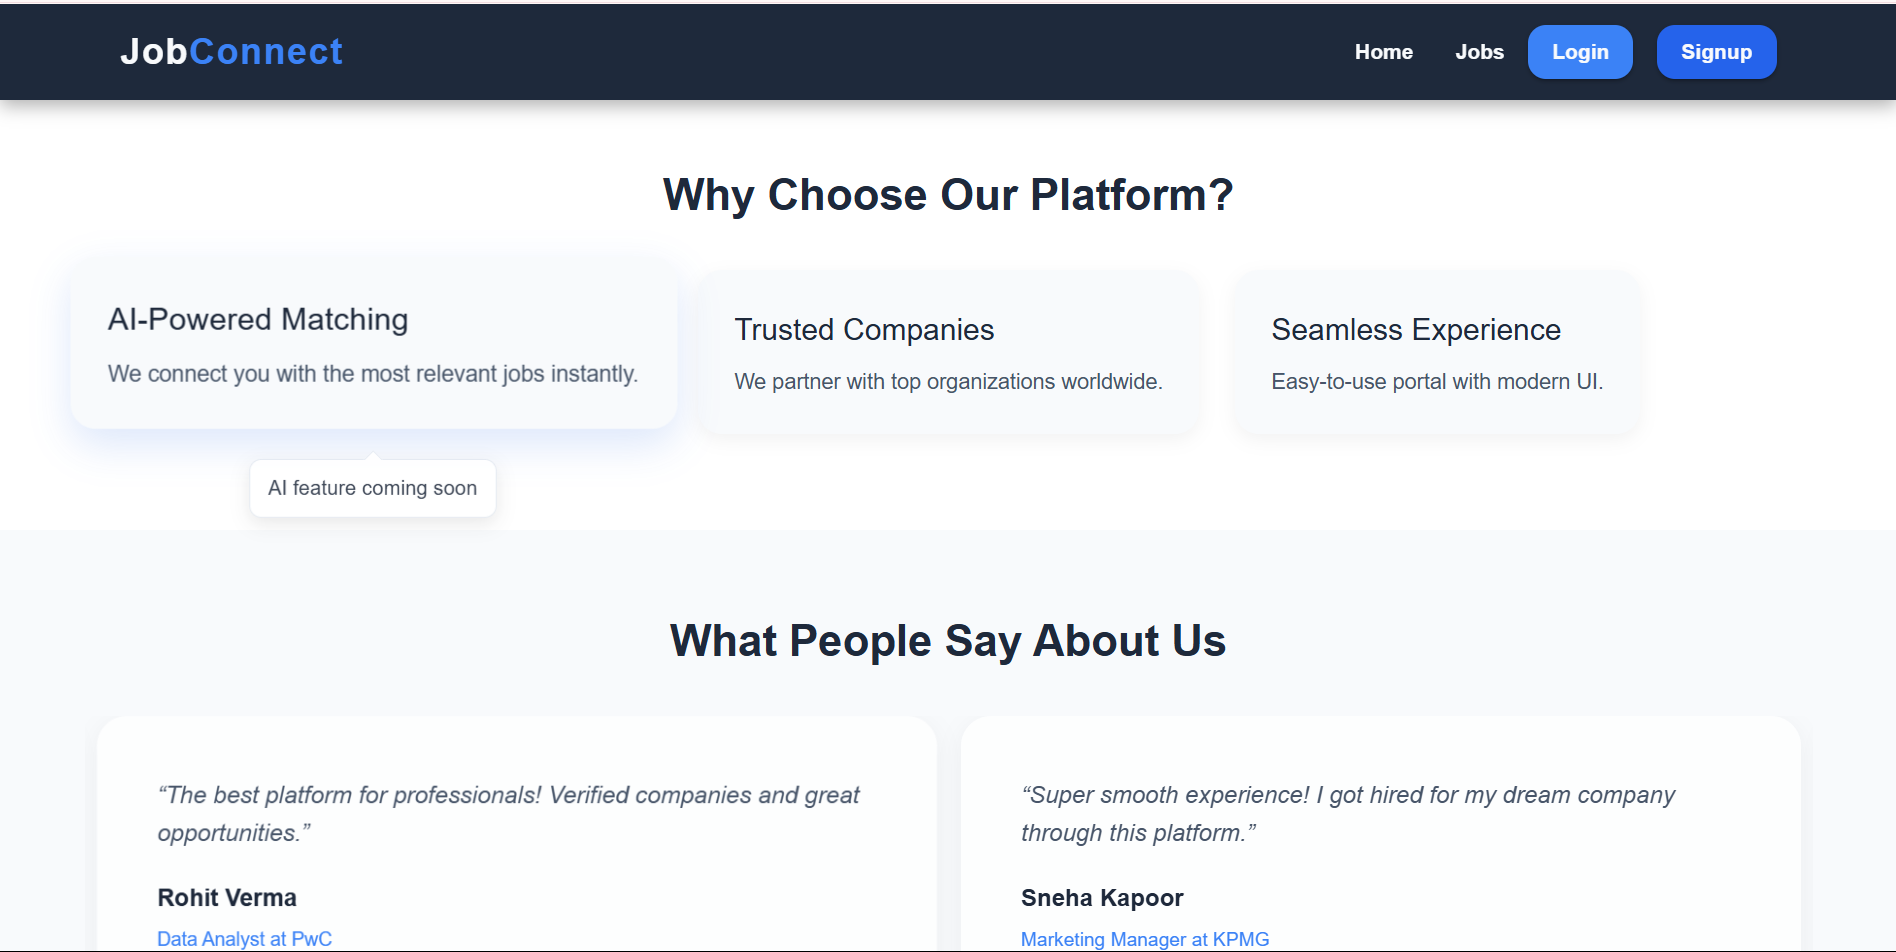 JobConnect
Home
Jobs
Login
Signup
Why Choose Our Platform?
AI-Powered Matching
We connect you with the most relevant jobs instantly.
Trusted Companies
We partner with top organizations worldwide.
Seamless Experience
Easy-to-use portal with modern UI.
AI feature coming soon
What People Say About Us
“The best platform for professionals! Verified companies and great
opportunities.”
Rohit Verma
Data Analyst at PwC
“Super smooth experience! I got hired for my dream company
through this platform.”
Sneha Kapoor
Marketing Manager at KPMG